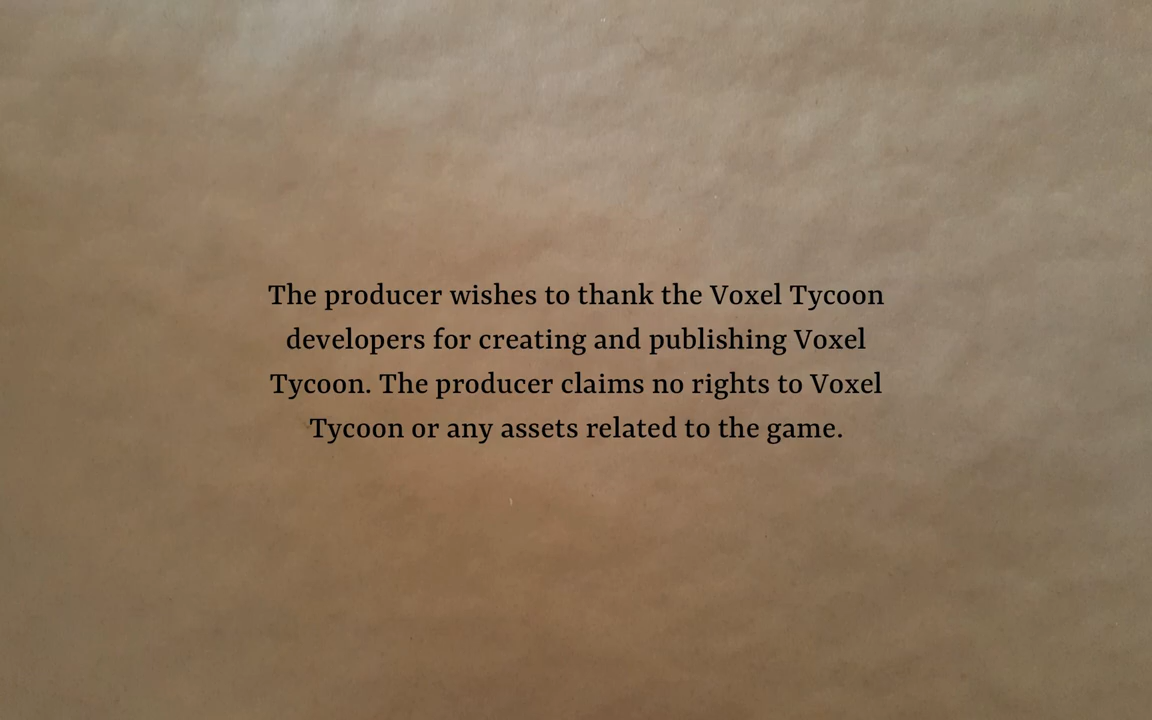 The producer wishes to thank the Voxel Tycoon
developers for creating and publishing Voxel
Tycoon. The producer claims no rights to Voxel
Tycoon or any assets related to the game.